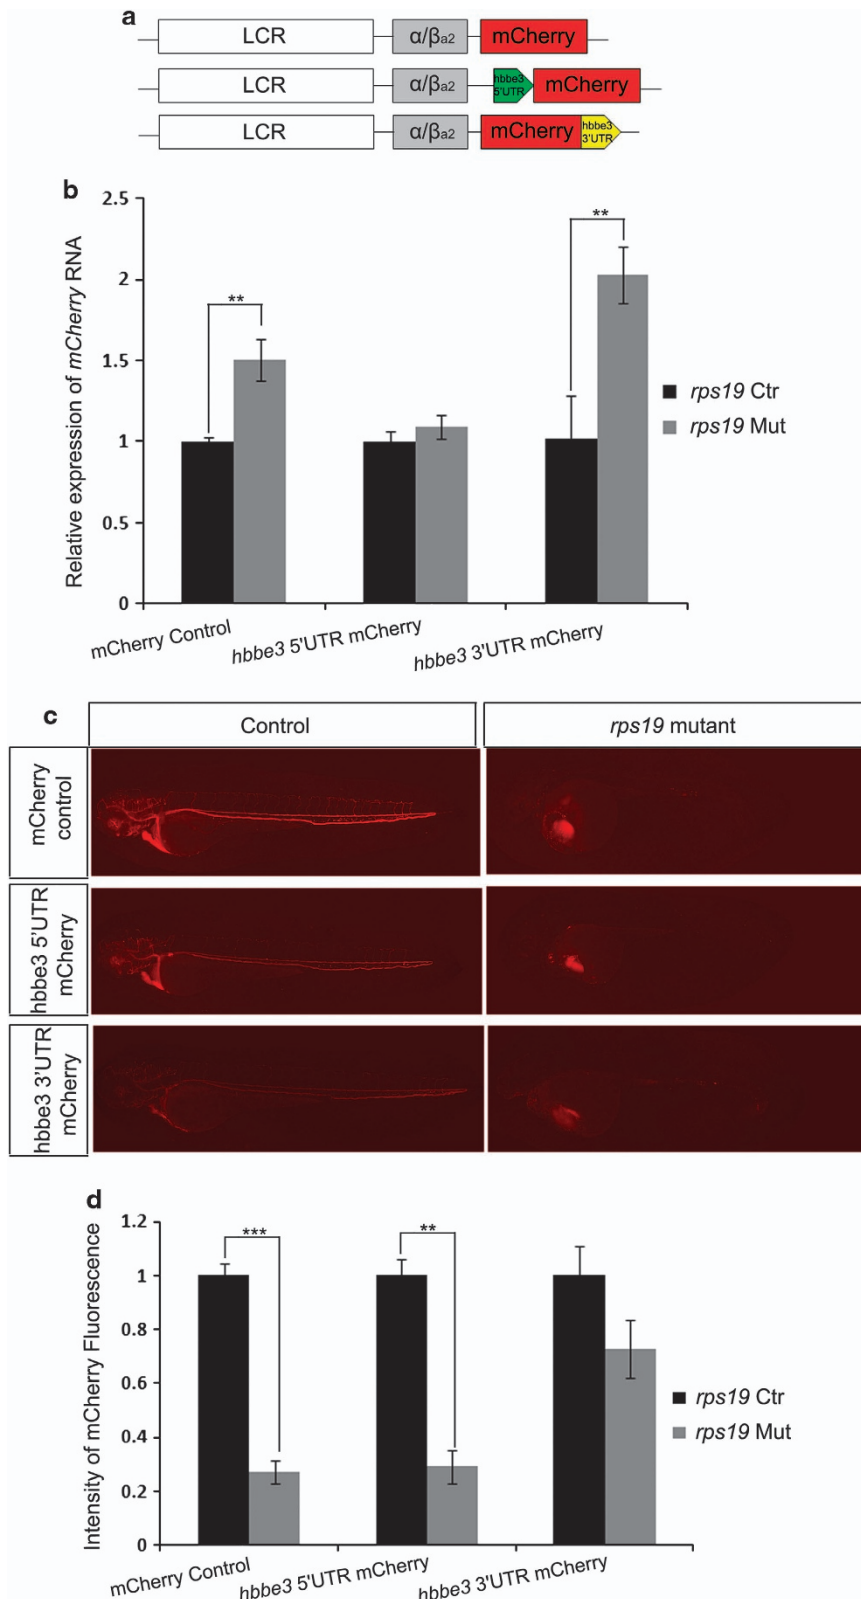 a
LCR α/βa2 mCherry
LCR α/βa2 hbbe3 5'UTR mCherry
LCR α/βa2 mCherry hbbe3 3'UTR
b
Relative expression of mCherry RNA
2.5
2
1.5
1
0.5
0
**
**
rps19 Ctr
rps19 Mut
mCherry Control
hbbe3 5'UTR mCherry
hbbe3 3'UTR mCherry
c
Control
rps19 mutant
mCherry
control
hbbe3 5'UTR
mCherry
hbbe3 3'UTR
mCherry
d
Intensity of mCherry Fluorescence
1.2
1
0.8
0.6
0.4
0.2
0
***
**
rps19 Ctr
rps19 Mut
mCherry Control
hbbe3 5'UTR mCherry
hbbe3 3'UTR mCherry